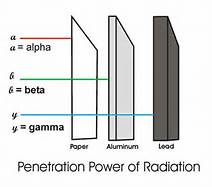 a
a = alpha
б
б = beta
y
y = gamma
Paper Aluminum Lead
Penetration Power of Radiation